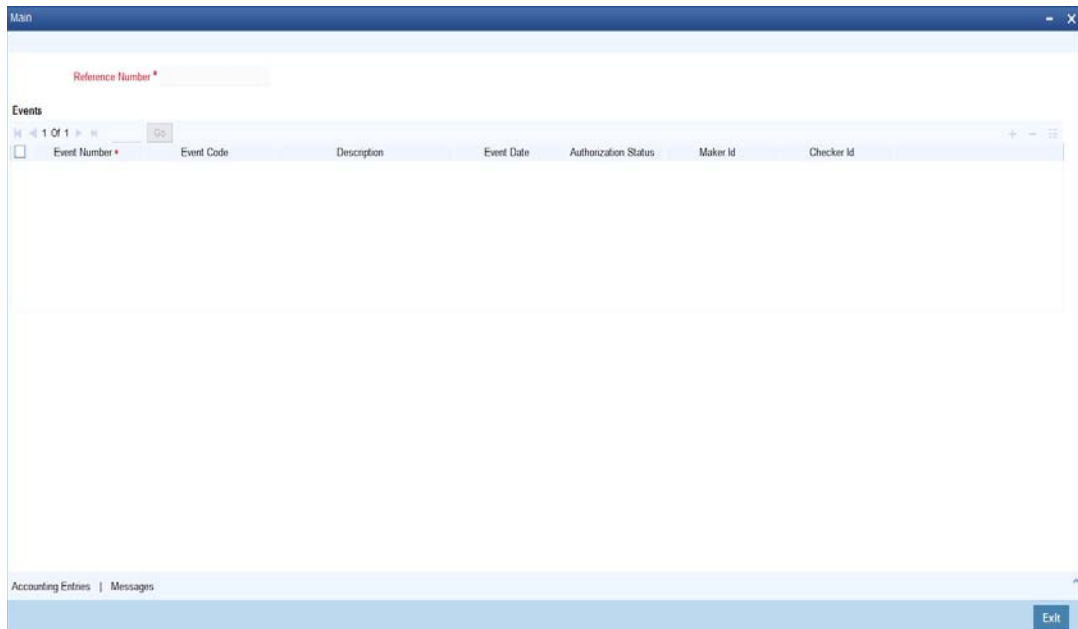 Main
Reference Number *
Events
1 Of 1 Go
Event Number * Event Code Description Event Date Authorization Status Maker Id Checker Id
Accounting Entries | Messages
Exit